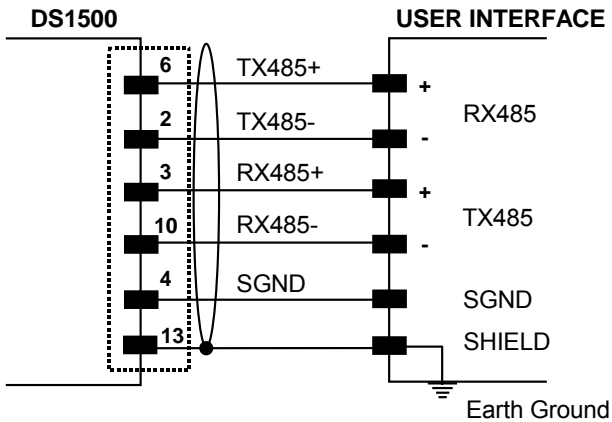 DS1500 USER INTERFACE
6 TX485+ +
RX485
2 TX485- -
3 RX485+ +
TX485
10 RX485- -
4 SGND SGND
13 SHIELD
Earth Ground